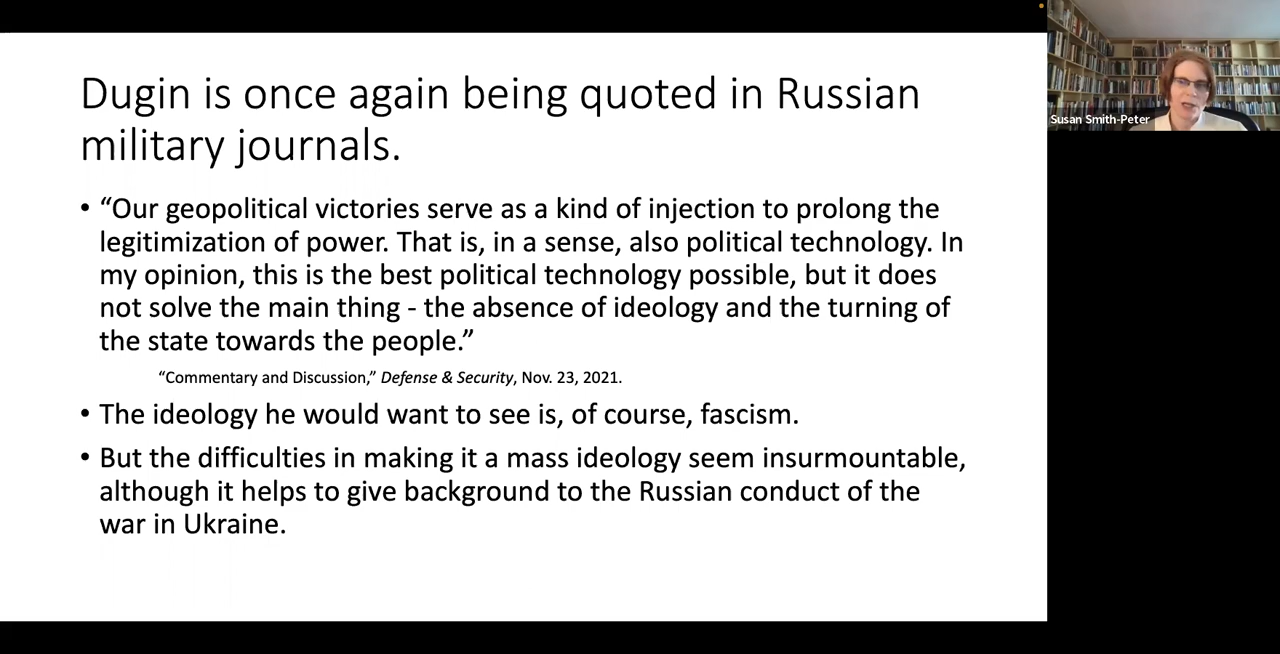 Dugin is once again being quoted in Russian
military journals.
• “Our geopolitical victories serve as a kind of injection to prolong the
legitimization of power. That is, in a sense, also political technology. In
my opinion, this is the best political technology possible, but it does
not solve the main thing - the absence of ideology and the turning of
the state towards the people.”
“Commentary and Discussion,” Defense & Security, Nov. 23, 2021.
• The ideology he would want to see is, of course, fascism.
• But the difficulties in making it a mass ideology seem insurmountable,
although it helps to give background to the Russian conduct of the
war in Ukraine.
Susan Smith-Peter